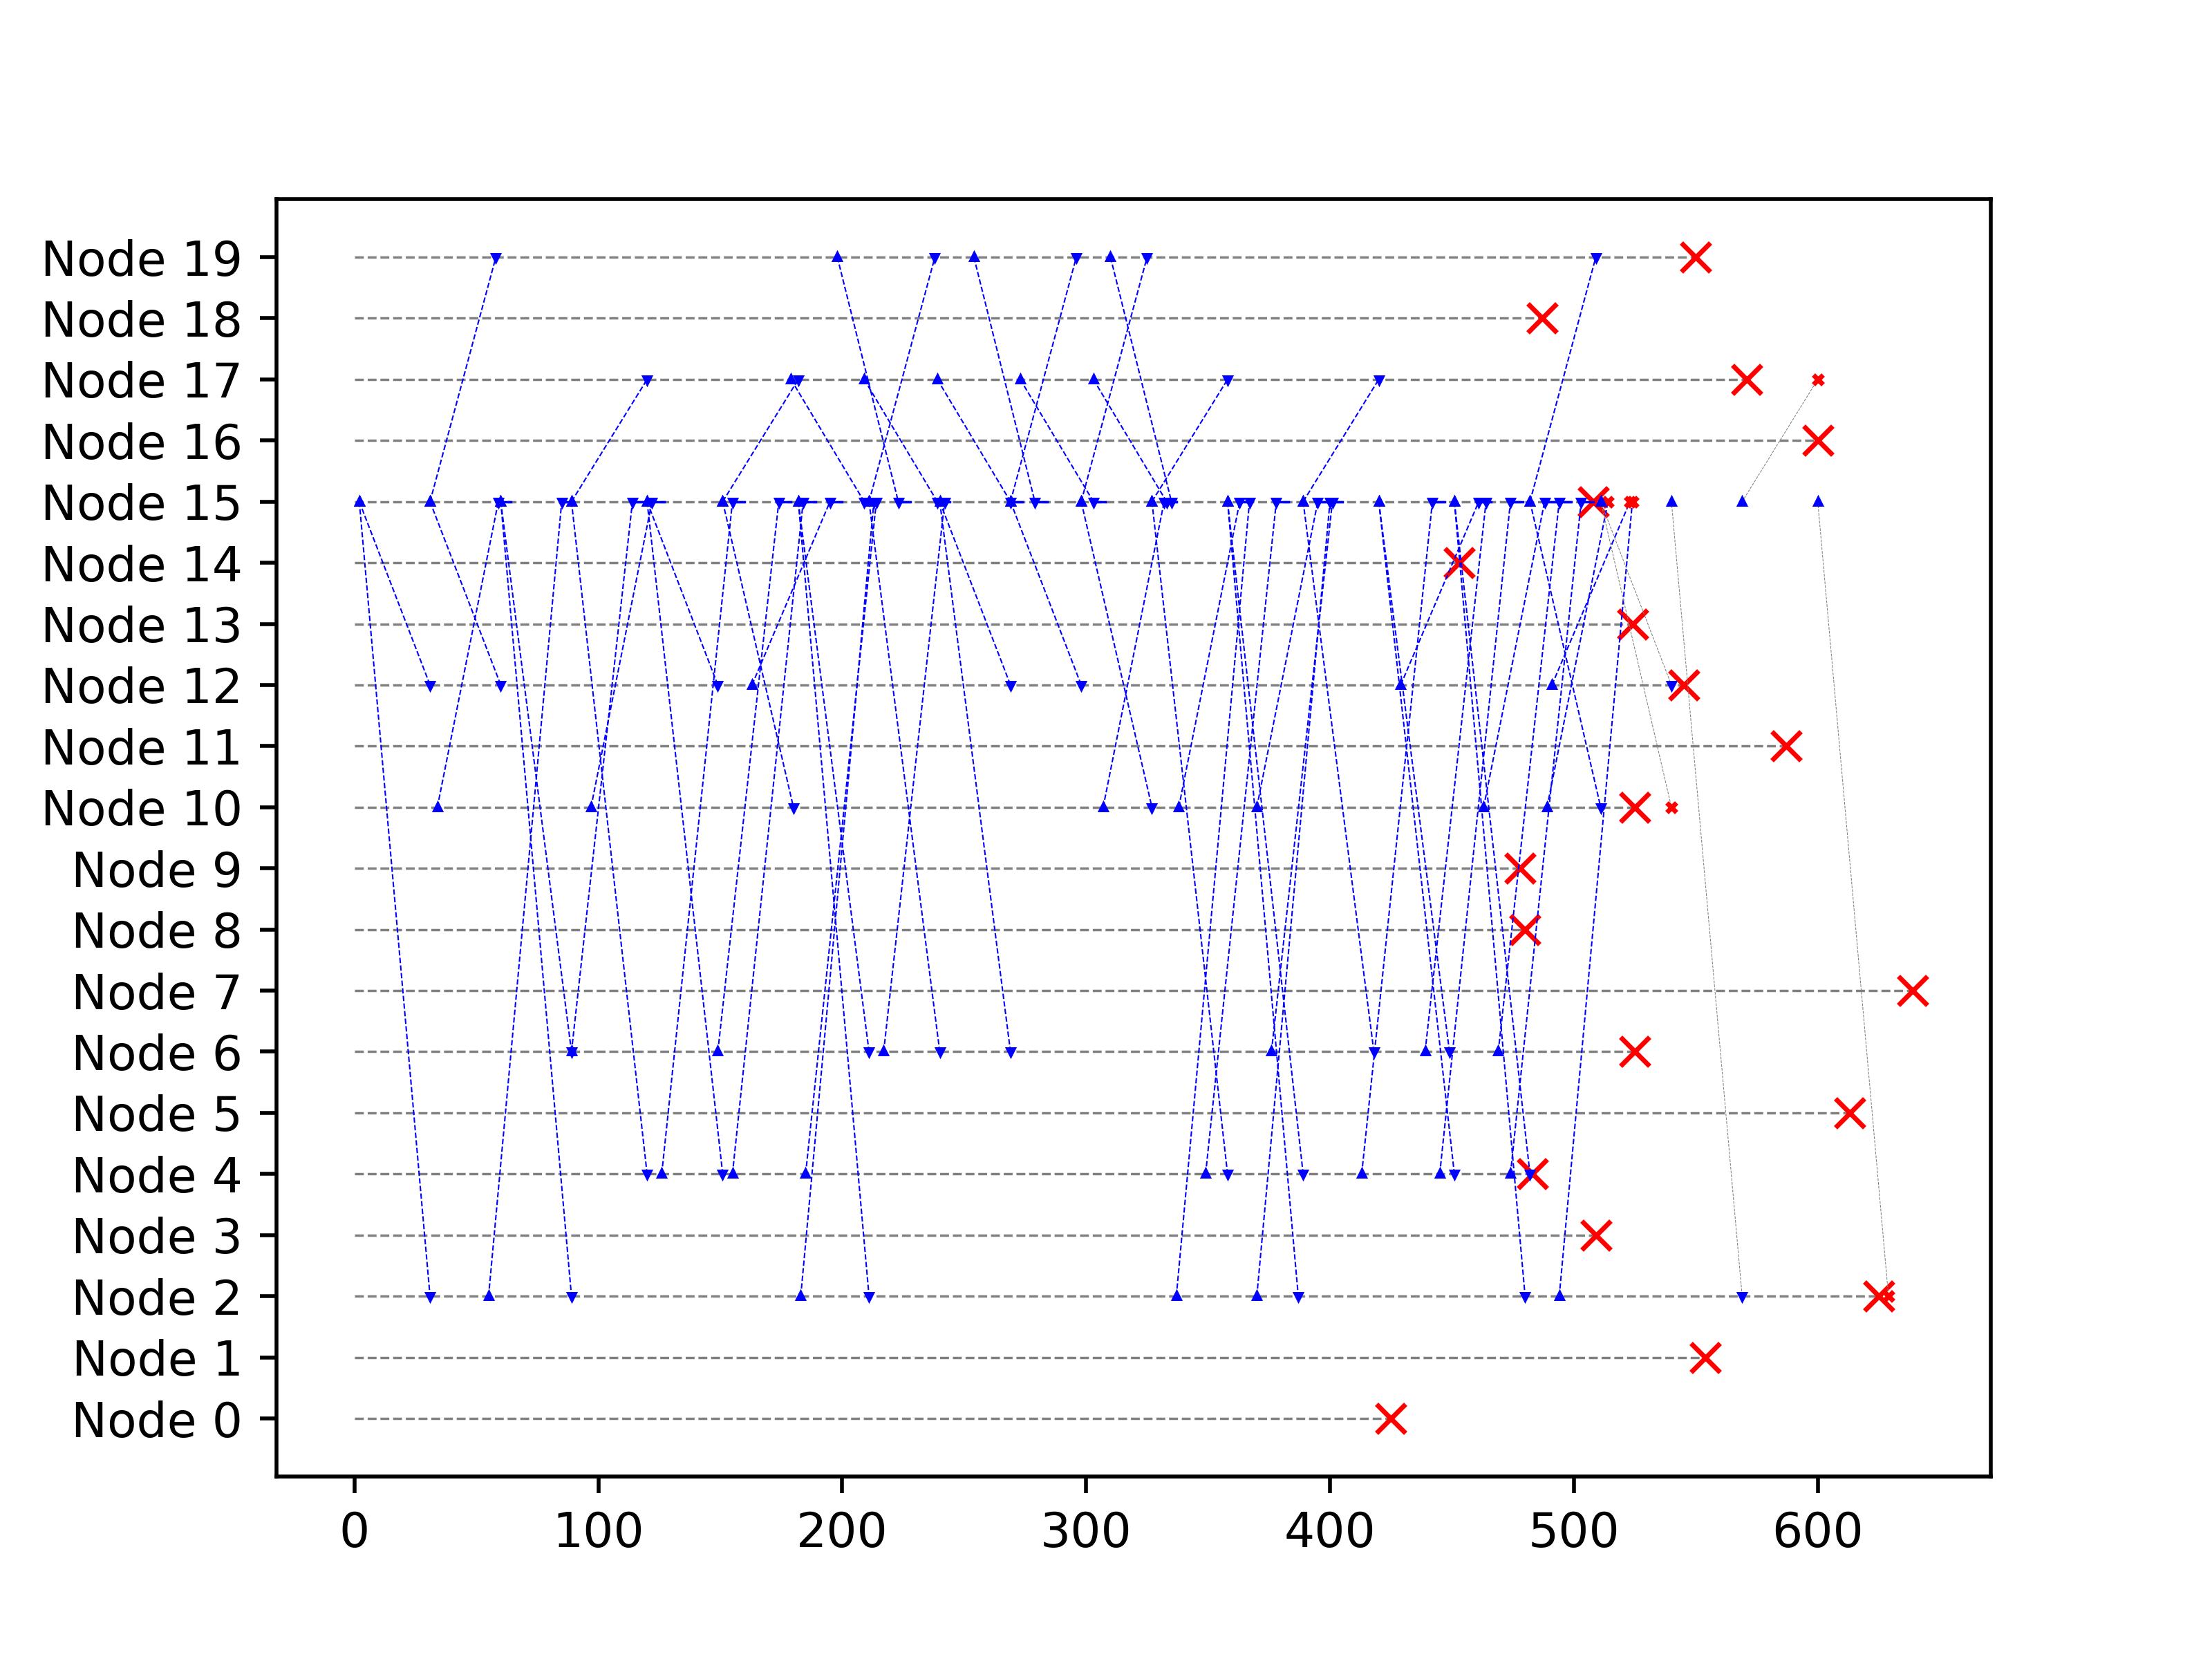 Node 19
Node 18
Node 17
Node 16
Node 15
Node 14
Node 13
Node 12
Node 11
Node 10
Node 9
Node 8
Node 7
Node 6
Node 5
Node 4
Node 3
Node 2
Node 1
Node 0
0 100 200 300 400 500 600